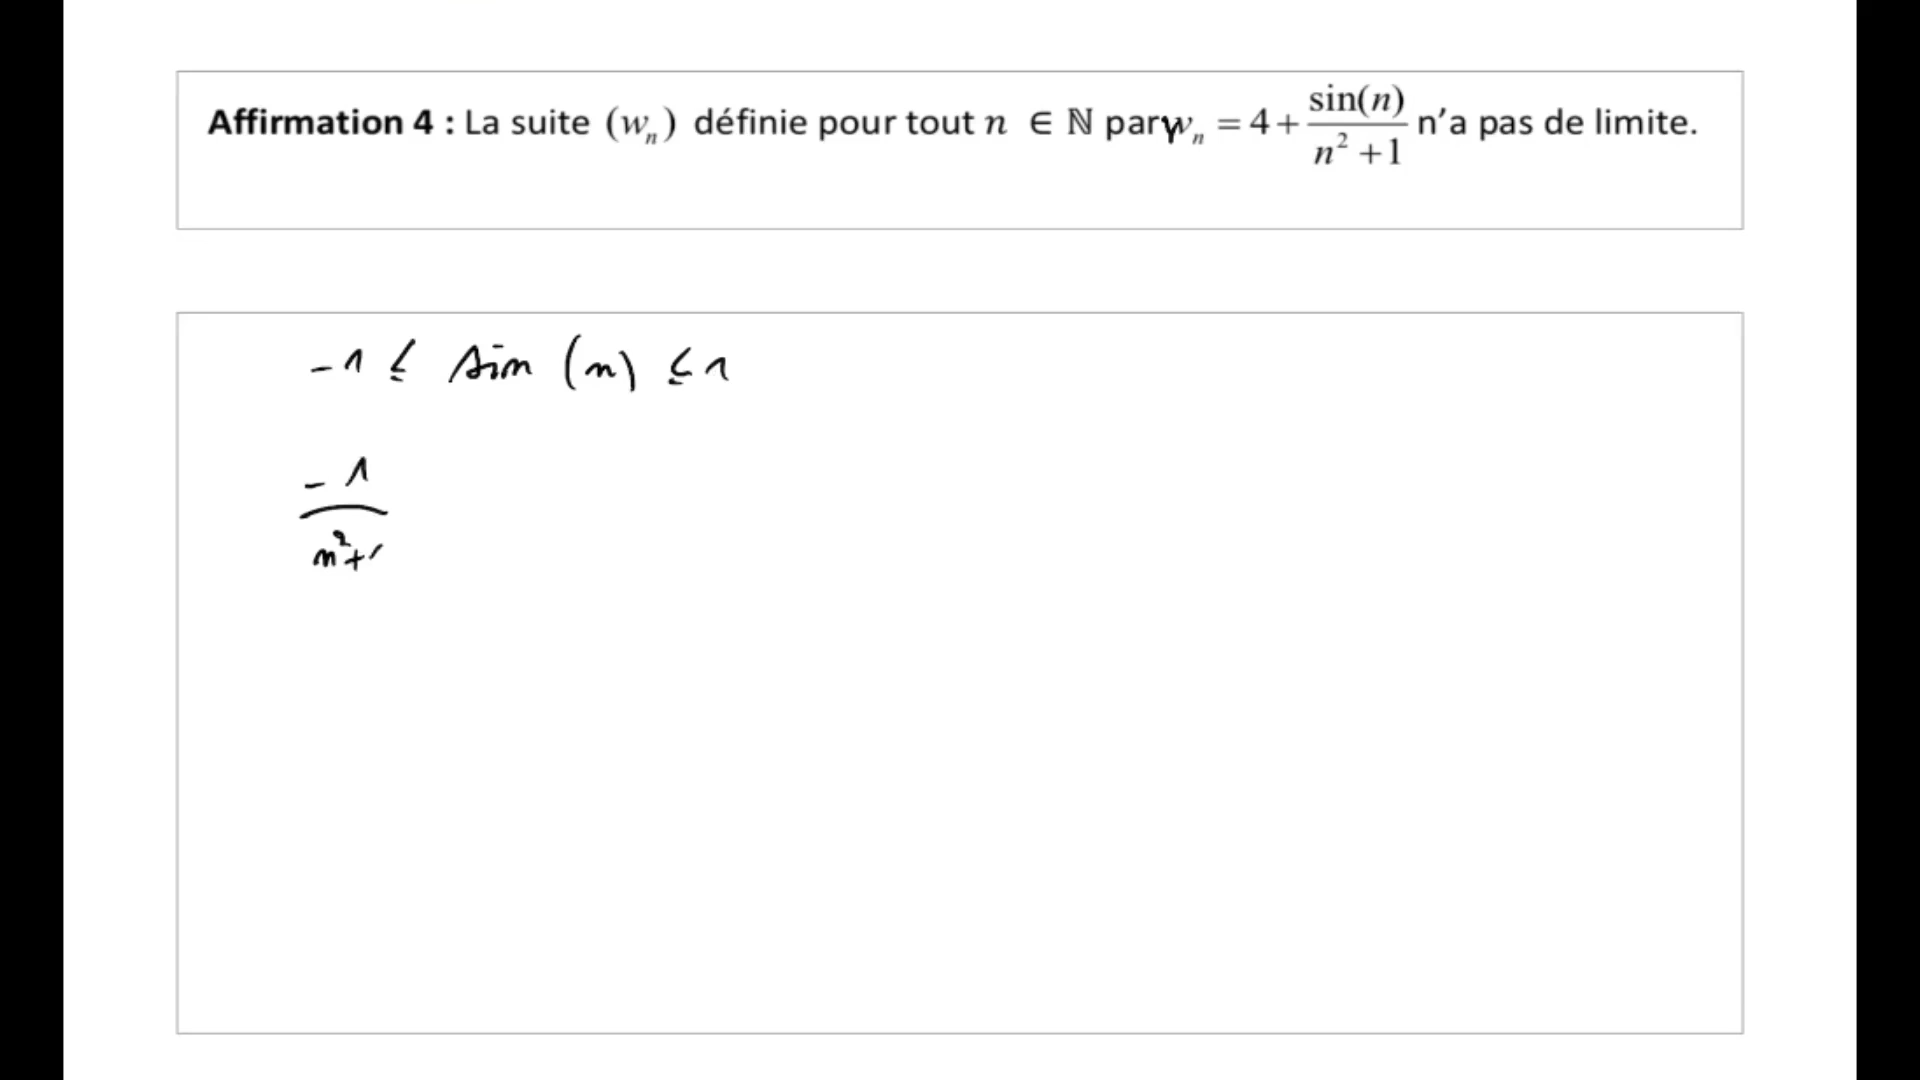 Affirmation 4 : La suite (wₙ) définie pour tout n ∈ ℕ par wₙ = 4 + sin(n)/(n² + 1) n’a pas de limite.
-1 ≤ sin (n) ≤ 1
-1/(n²+1)